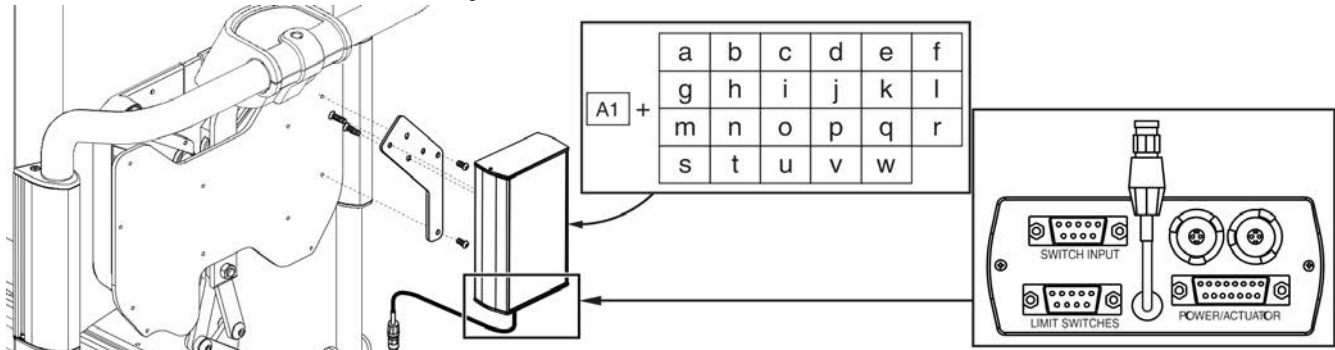 a b c d e f
g h i j k l
A1 +
m n o p q r
s t u v w
SWITCH INPUT
LIMIT SWITCHES
POWER/ACTUATOR